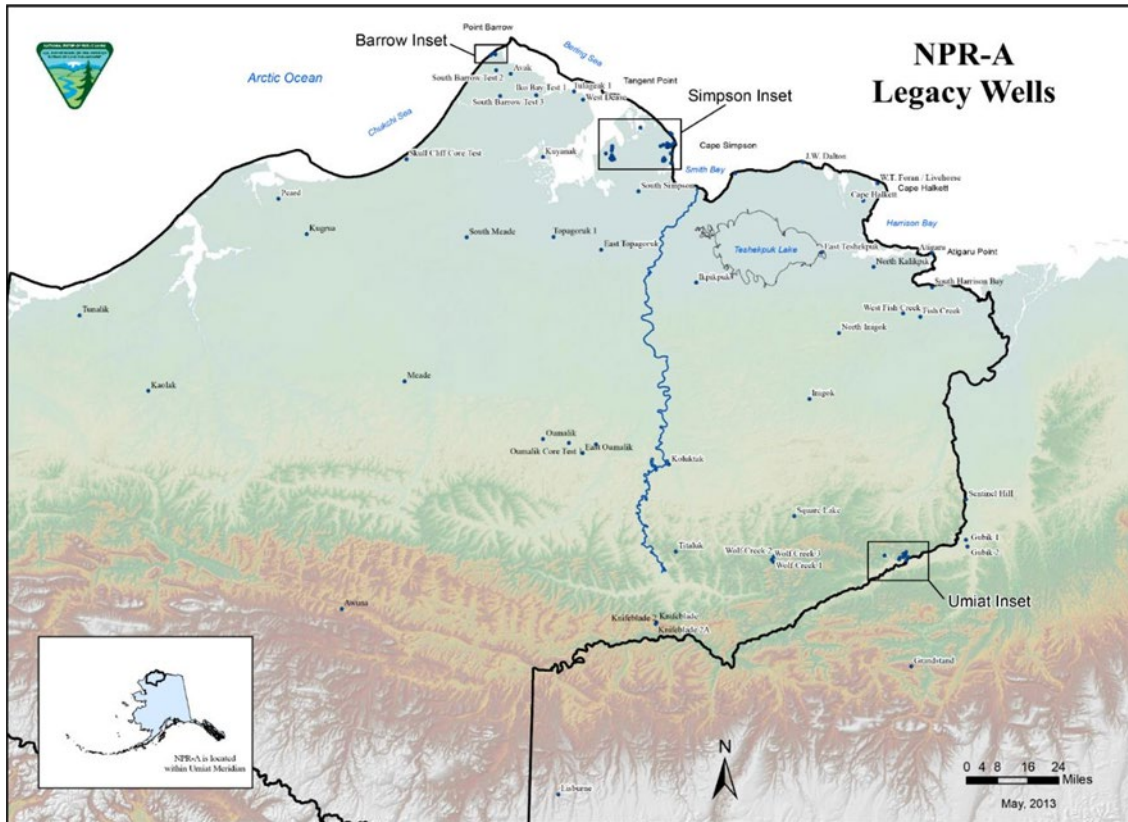 NPR-A
Legacy Wells
Point Barrow
Barrow Inset
Bering Sea
Arctic Ocean
Avak
South Barrow Test 2
Tangent Point
Iko Bay Test 1
Tulageak 1
West Dease
South Barrow Test 3
Simpson Inset
Chukchi Sea
Cape Simpson
Skull Cliff Core Test
Kuyanak
J.W. Dalton
Smith Bay
South Simpson
W.T. Foran / Livehorse
Cape Halkett
Cape Halkett
Peard
Harrison Bay
Kugrua
South Meade
Topagoruk 1
East Topagoruk
Teshekpuk Lake
East Teshekpuk
Atigaru
Atigaru Point
North Kalikpuk
Ikpikpuk
South Harrison Bay
Tunalik
West Fish Creek
Fish Creek
North Inigok
Meade
Kaolak
Inigok
Oumalik
Oumalik Core Test 1
East Oumalik
Koluktak
Sentinel Hill
Square Lake
Gubik 1
Gubik 2
Titaluk
Wolf Creek 2
Wolf Creek 3
Wolf Creek 1
Umiat Inset
Awuna
Knifeblade 2
Knifeblade
Knifeblade 2A
Grandstand
NPR-A is located
within Umiat Meridian
N
0 4 8 16 24
Miles
May, 2013
Lisburne